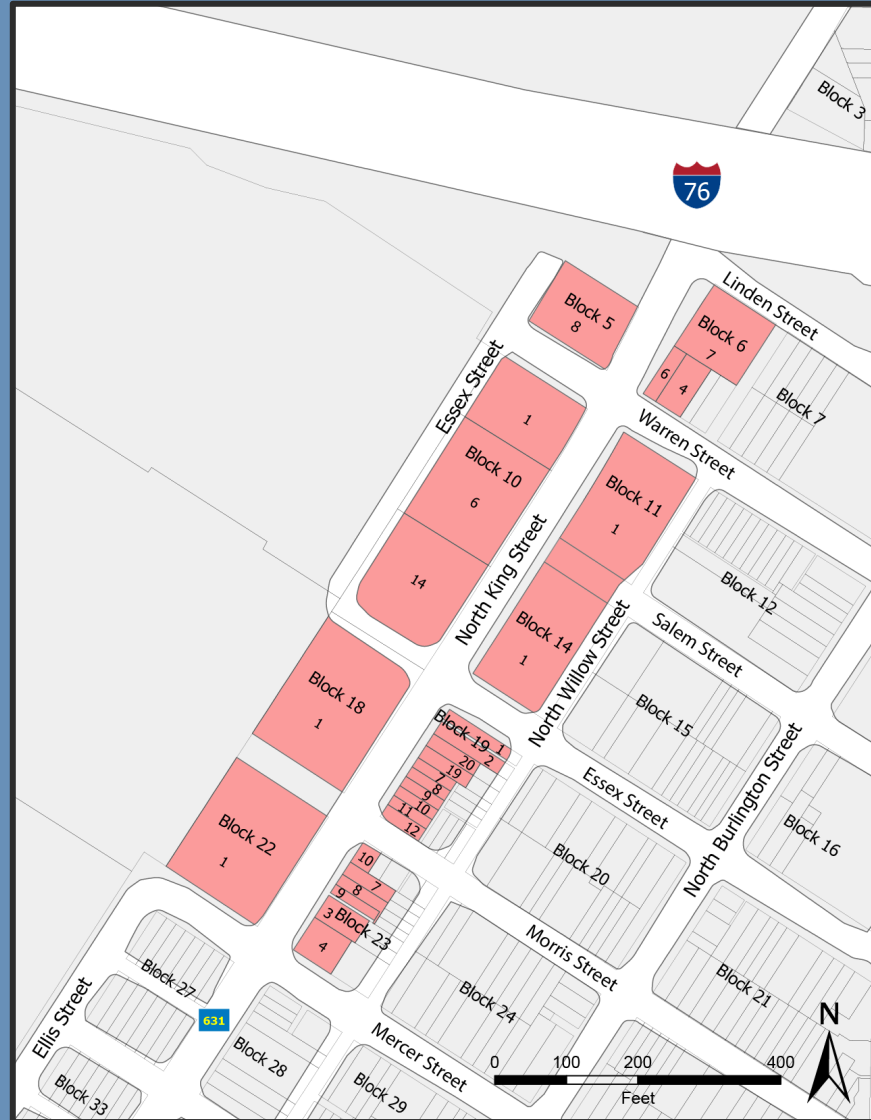 Block 3
76
Linden Street
Block 5
8
Block 6
7
6
4
Block 7
Essex Street
Warren Street
1
Block 10
6
14
Block 11
1
Block 12
North King Street
Block 14
1
Salem Street
North Willow Street
Block 18
1
Block 15
Block 19
1
2
20
19
7
8
9
10
11
12
Essex Street
North Burlington Street
Block 16
Block 22
1
Block 20
10
7
8
9
3
Block 23
4
Morris Street
Block 27
Block 24
Block 21
631
Ellis Street
Block 28
Mercer Street
Block 29
Block 33
N
0 100 200 400
Feet